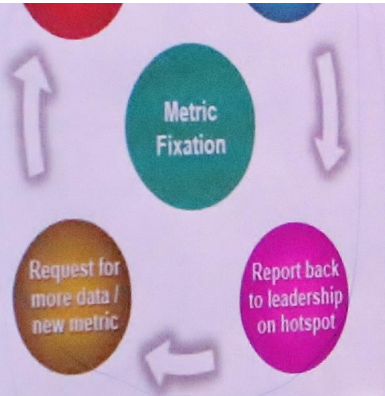 Metric
Fixation
Request for
more data /
new metric
Report back
to leadership
on hotspot